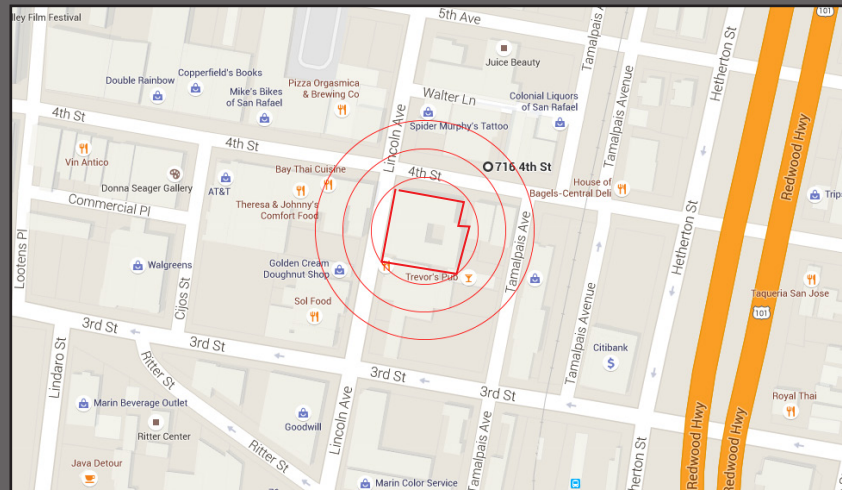 lley Film Festival
5th Ave
Tamalpais A
101
Hetherton St
Juice Beauty
Double Rainbow
Copperfield's Books
Mike's Bikes
of San Rafael
Pizza Orgasmica
& Brewing Co
Walter Ln
Colonial Liquors
of San Rafael
Tamalpais Avenue
Redwood Hwy
4th St
Lincoln Ave
Spider Murphy's Tattoo
4th St
4th St
716 4th St
Vin Antico
Donna Seager Gallery
AT&T
Bay Thai Cuisine
Theresa & Johnny's
Comfort Food
House of
Bagels-Central Deli
Trip
Commercial Pl
Lootens Pl
Walgreens
Cijos St
Golden Cream
Doughnut Shop
Trevor's Pub
Tamalpais Ave
Hetherton St
Taqueria San Jose
Sol Food
101
3rd St
3rd St
Lindaro St
Ritter St
Citibank
Tamalpais Avenue
3rd St
3rd St
Royal Thai
Marin Beverage Outlet
Goodwill
Ritter Center
Lincoln Ave
Ritter St
Tamalpais Ave
Hetherton St
Redwood Hwy
Redwood Hwy
Java Detour
Marin Color Service